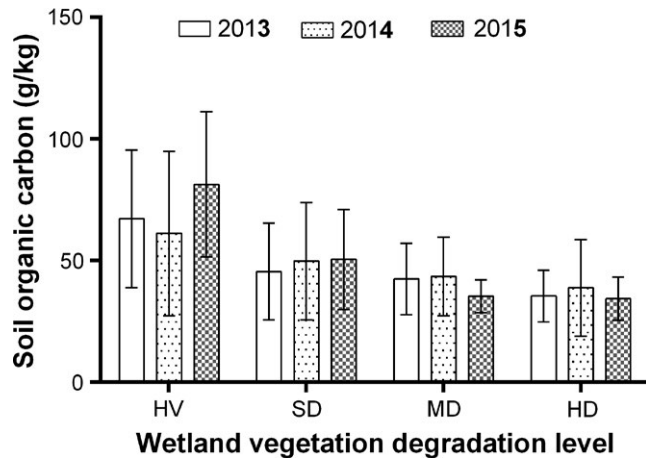 150
2013 2014 2015
100
50
0
Soil organic carbon (g/kg)
HV SD MD HD
Wetland vegetation degradation level